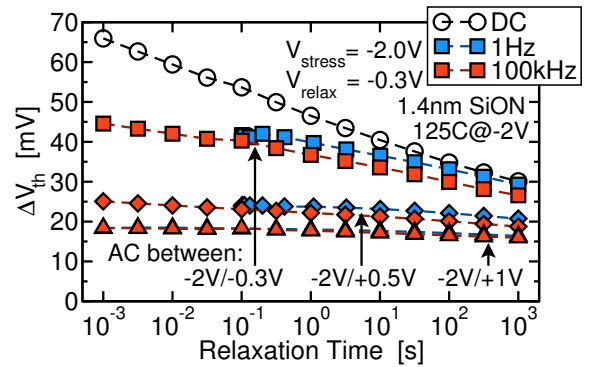 DC
1Hz
100kHz
V_stress = -2.0V
V_relax = -0.3V
1.4nm SiON
125C@-2V
ΔV_th [mV]
70
60
50
40
30
20
10
0
AC between:
-2V/-0.3V
-2V/+0.5V
-2V/+1V
10^-3
10^-2
10^-1
10^0
10^1
10^2
10^3
Relaxation Time [s]